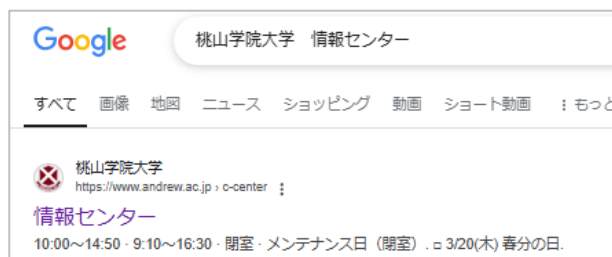 Google
桃山学院大学 情報センター
すべて 画像 地図 ニュース ショッピング 動画 ショート動画 ⋮ もっと
桃山学院大学
https://www.andrew.ac.jp › c-center ⋮
情報センター
10:00～14:50 · 9:10～16:30 · 閉室 · メンテナンス日（閉室）. □ 3/20(木) 春分の日.